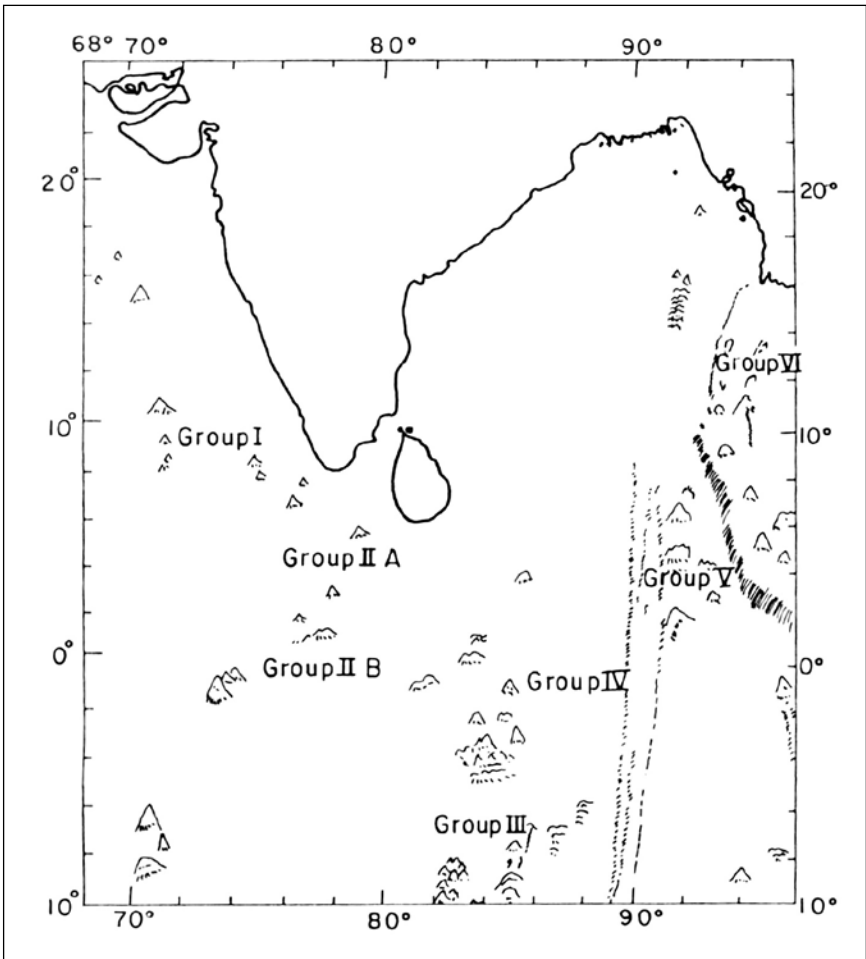 68° 70° 80° 90°
20° 20°
Group VI
10° 10°
Group I
Group II A
Group V
0° 0°
Group II B Group IV
Group III
10° 10°
70° 80° 90°